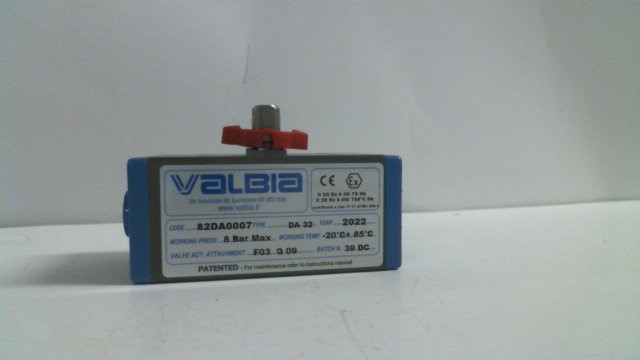 VALBIA
www.valbia.it
CE Ex
CODE 82DA0007 TYPE DA 32 YEAR 2022
WORKING PRESS. 8 Bar Max WORKING TEMP. -20°C÷ 85°C
VALVE ACT. ATTACHMENT F03 Q 09 BATCH N. 39 DC
PATENTED - For maintenance refer to instructions manual